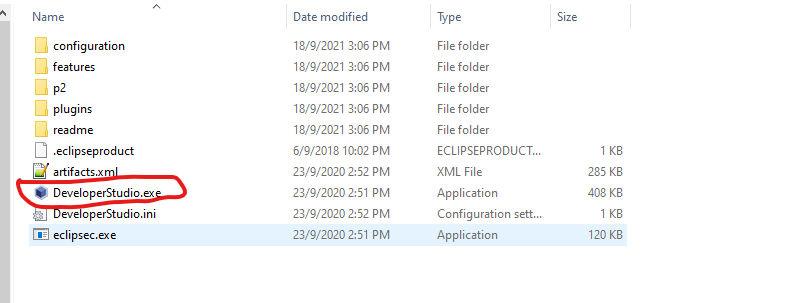 Name Date modified Type Size
configuration 18/9/2021 3:06 PM File folder
features 18/9/2021 3:06 PM File folder
p2 18/9/2021 3:06 PM File folder
plugins 18/9/2021 3:06 PM File folder
readme 18/9/2021 3:06 PM File folder
.eclipseproduct 6/9/2018 10:02 PM ECLIPSEPRODUCT... 1 KB
artifacts.xml 23/9/2020 2:52 PM XML File 285 KB
DeveloperStudio.exe 23/9/2020 2:51 PM Application 408 KB
DeveloperStudio.ini 23/9/2020 2:52 PM Configuration sett... 1 KB
eclipsec.exe 23/9/2020 2:51 PM Application 120 KB